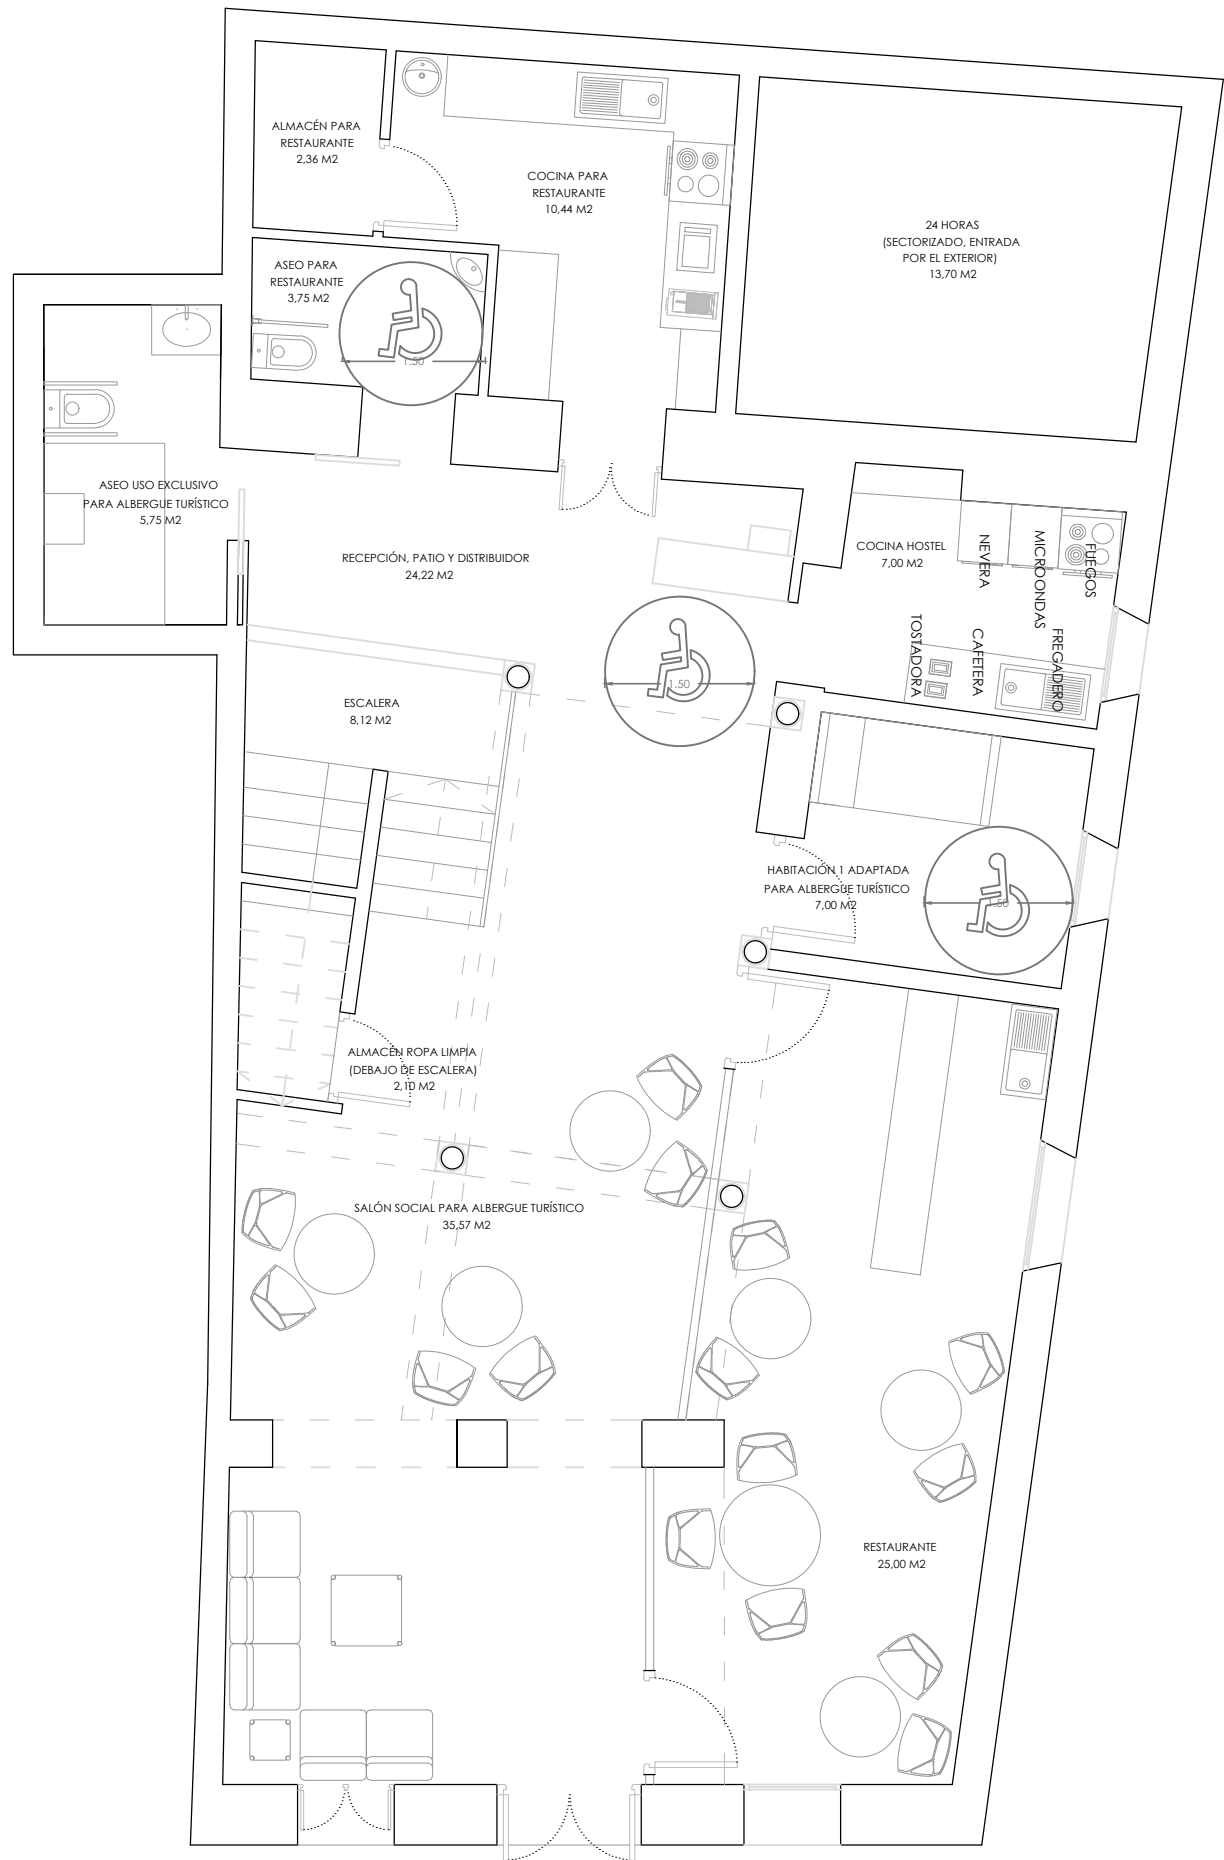 ALMACÉN PARA
RESTAURANTE
2,36 M2
COCINA PARA
RESTAURANTE
10,44 M2
24 HORAS
(SECTORIZADO, ENTRADA
POR EL EXTERIOR)
13,70 M2
ASEO PARA
RESTAURANTE
3,75 M2
1.50
ASEO USO EXCLUSIVO
PARA ALBERGUE TURÍSTICO
5,75 M2
RECEPCIÓN, PATIO Y DISTRIBUIDOR
24,22 M2
COCINA HOSTEL
7,00 M2
NEVERA
MICROONDAS
FUEGOS
TOSTADORA
CAFETERA
FREGADERO
1.50
ESCALERA
8,12 M2
HABITACIÓN 1 ADAPTADA
PARA ALBERGUE TURÍSTICO
7,00 M2
1.50
ALMACÉN ROPA LIMPIA
(DEBAJO DE ESCALERA)
2,10 M2
SALÓN SOCIAL PARA ALBERGUE TURÍSTICO
35,57 M2
RESTAURANTE
25,00 M2